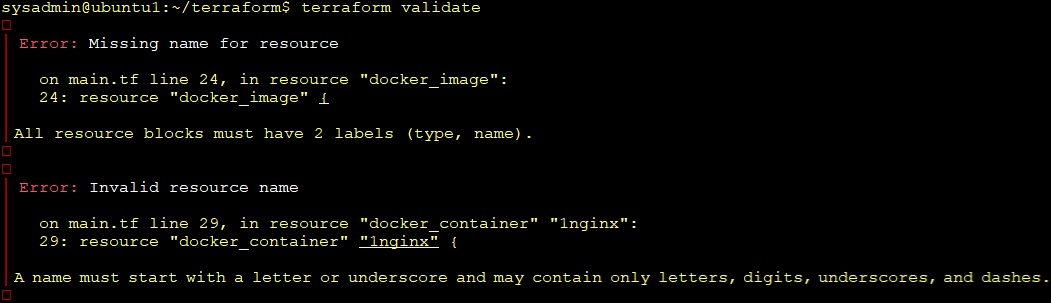 sysadmin@ubuntu1:~/terraform$ terraform validate
Error: Missing name for resource
on main.tf line 24, in resource "docker_image":
24: resource "docker_image" {
All resource blocks must have 2 labels (type, name).
Error: Invalid resource name
on main.tf line 29, in resource "docker_container" "1nginx":
29: resource "docker_container" "1nginx" {
A name must start with a letter or underscore and may contain only letters, digits, underscores, and dashes.